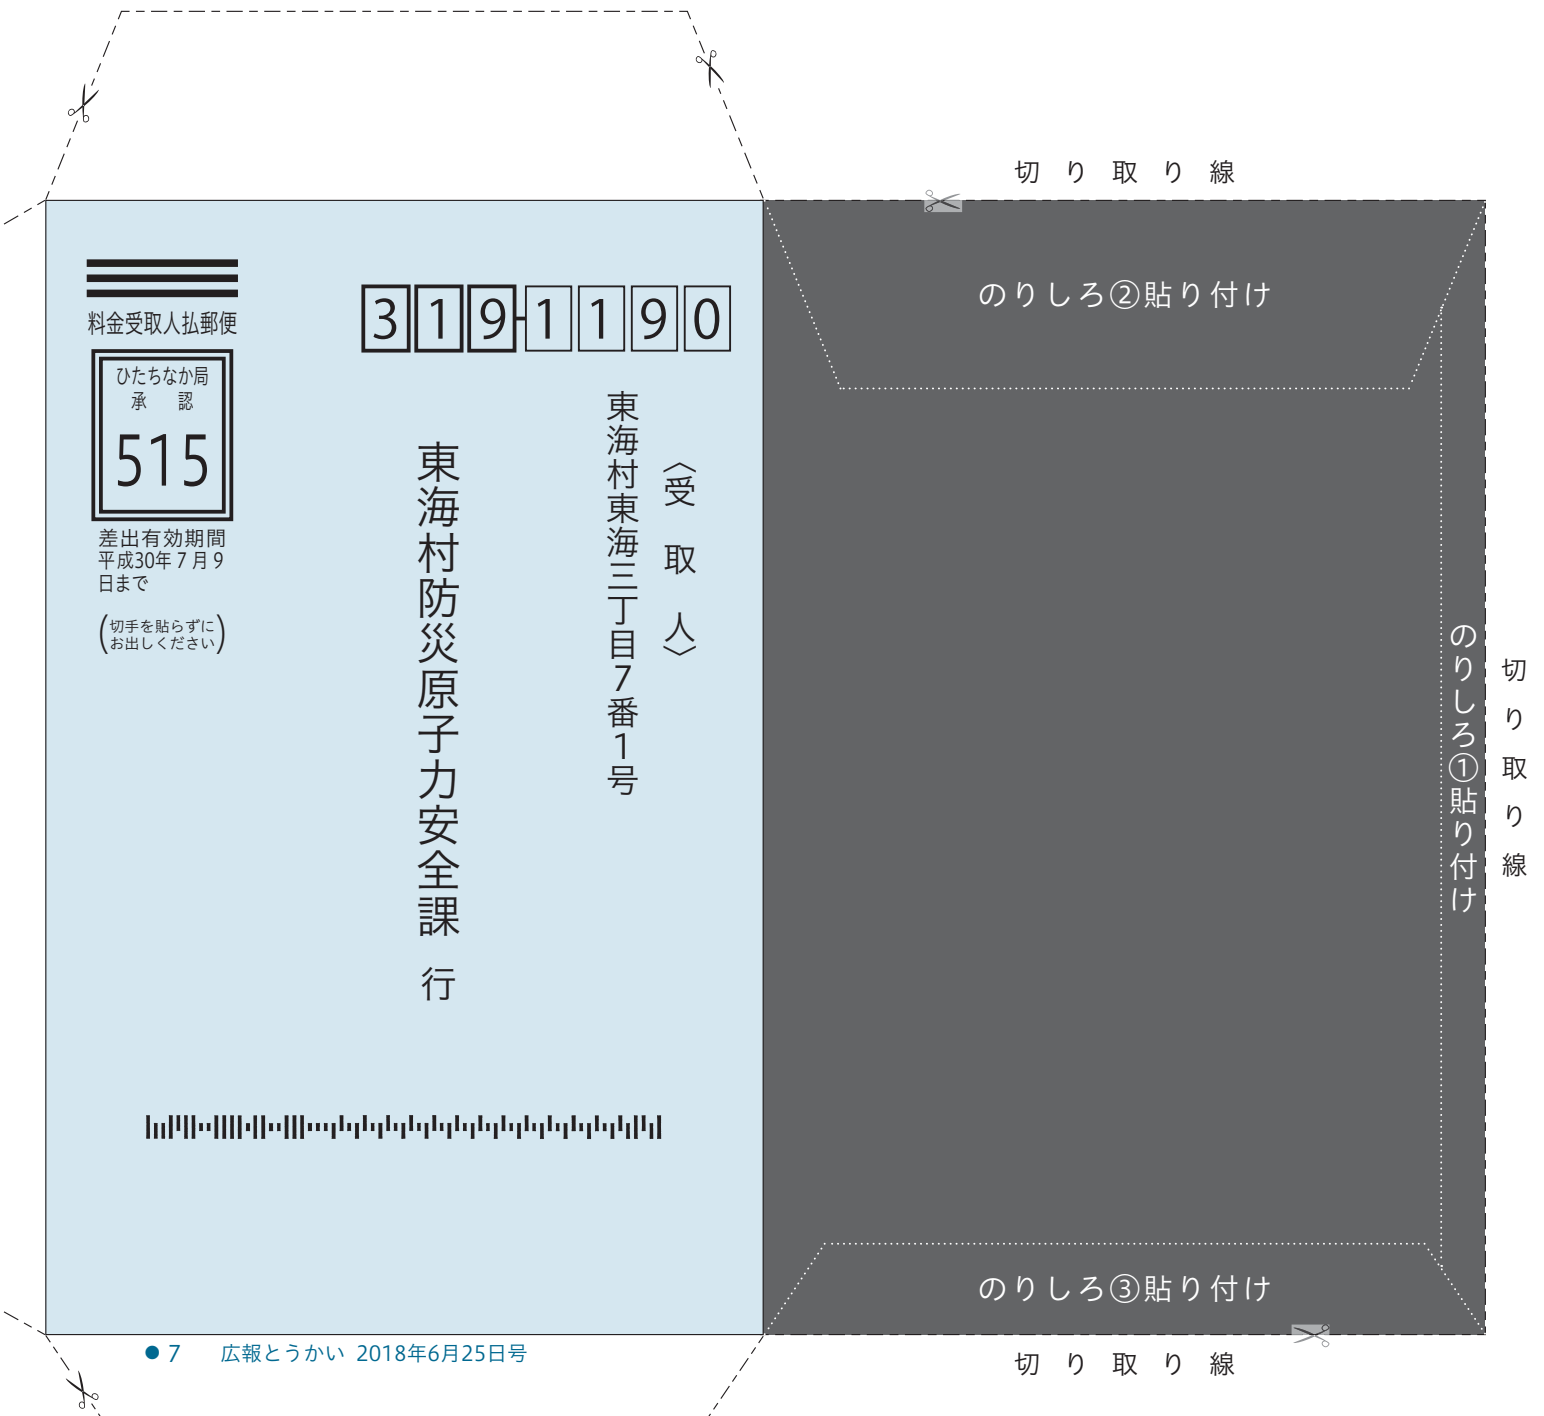 切り取り線
料金受取人払郵便
ひたちなか局
承　認
515
差出有効期間
平成30年７月９
日まで
（切手を貼らずに
お出しください）
319-1190
〈受取人〉
東海村東海三丁目７番１号
東海村防災原子力安全課 行
のりしろ②貼り付け
のりしろ①貼り付け
切り取り線
のりしろ③貼り付け
切り取り線
● 7　広報とうかい 2018年6月25日号